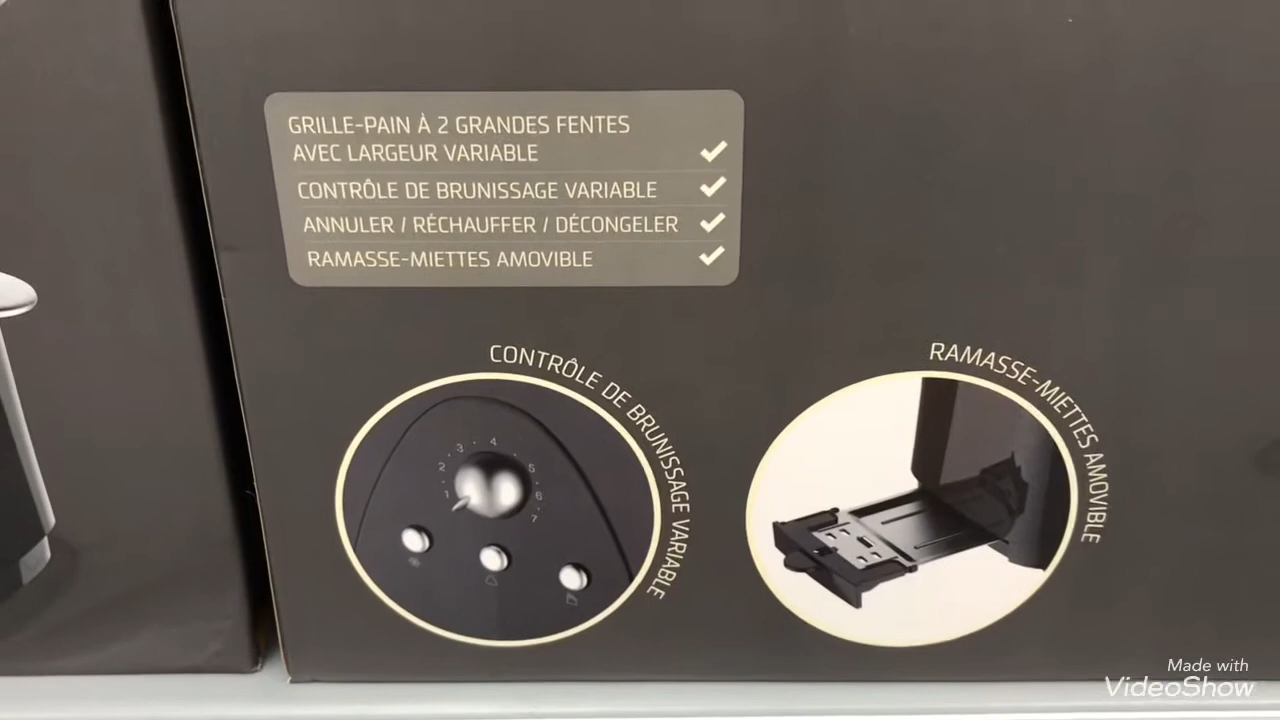 GRILLE-PAIN À 2 GRANDES FENTES
AVEC LARGEUR VARIABLE
CONTRÔLE DE BRUNISSAGE VARIABLE
ANNULER / RÉCHAUFFER / DÉCONGELER
RAMASSE-MIETTES AMOVIBLE
CONTRÔLE DE BRUNISSAGE VARIABLE
1 2 3 4 5 6 7
RAMASSE-MIETTES AMOVIBLE
Made with
VideoShow